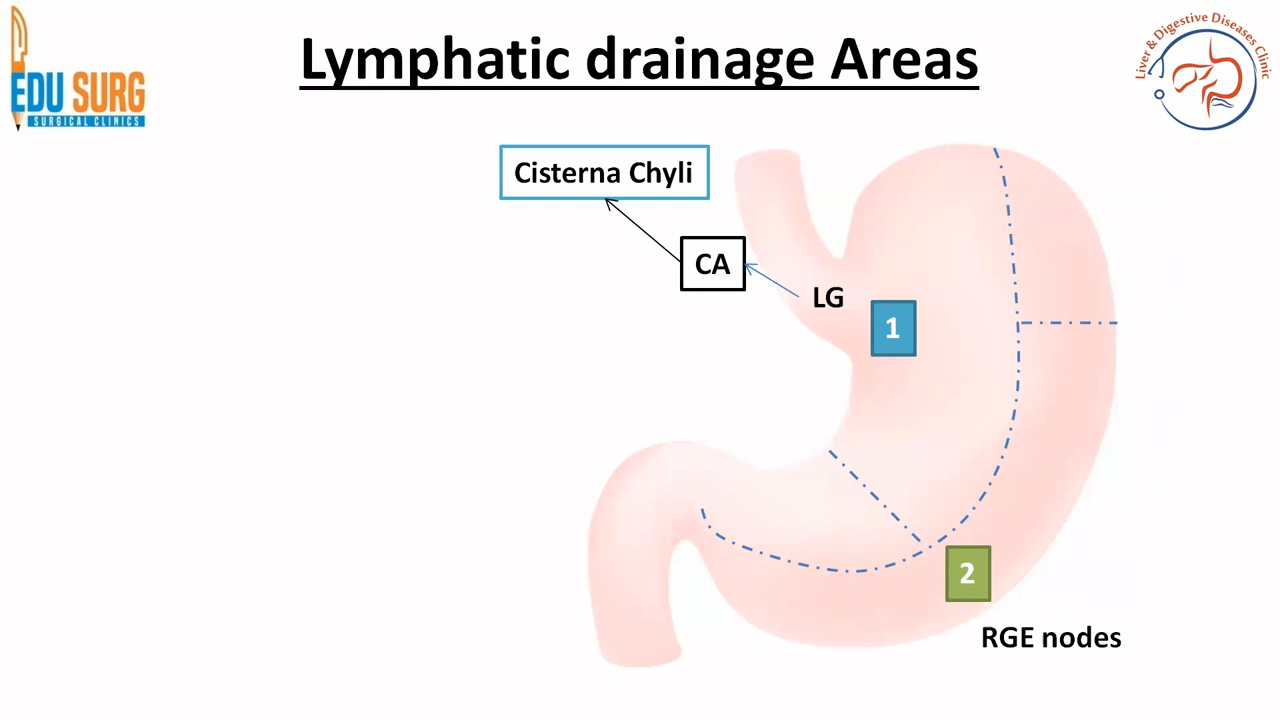 EDU SURG
SURGICAL CLINICS
Lymphatic drainage Areas
Liver & Digestive Diseases Clinic
Cisterna Chyli
CA
LG
1
2
RGE nodes